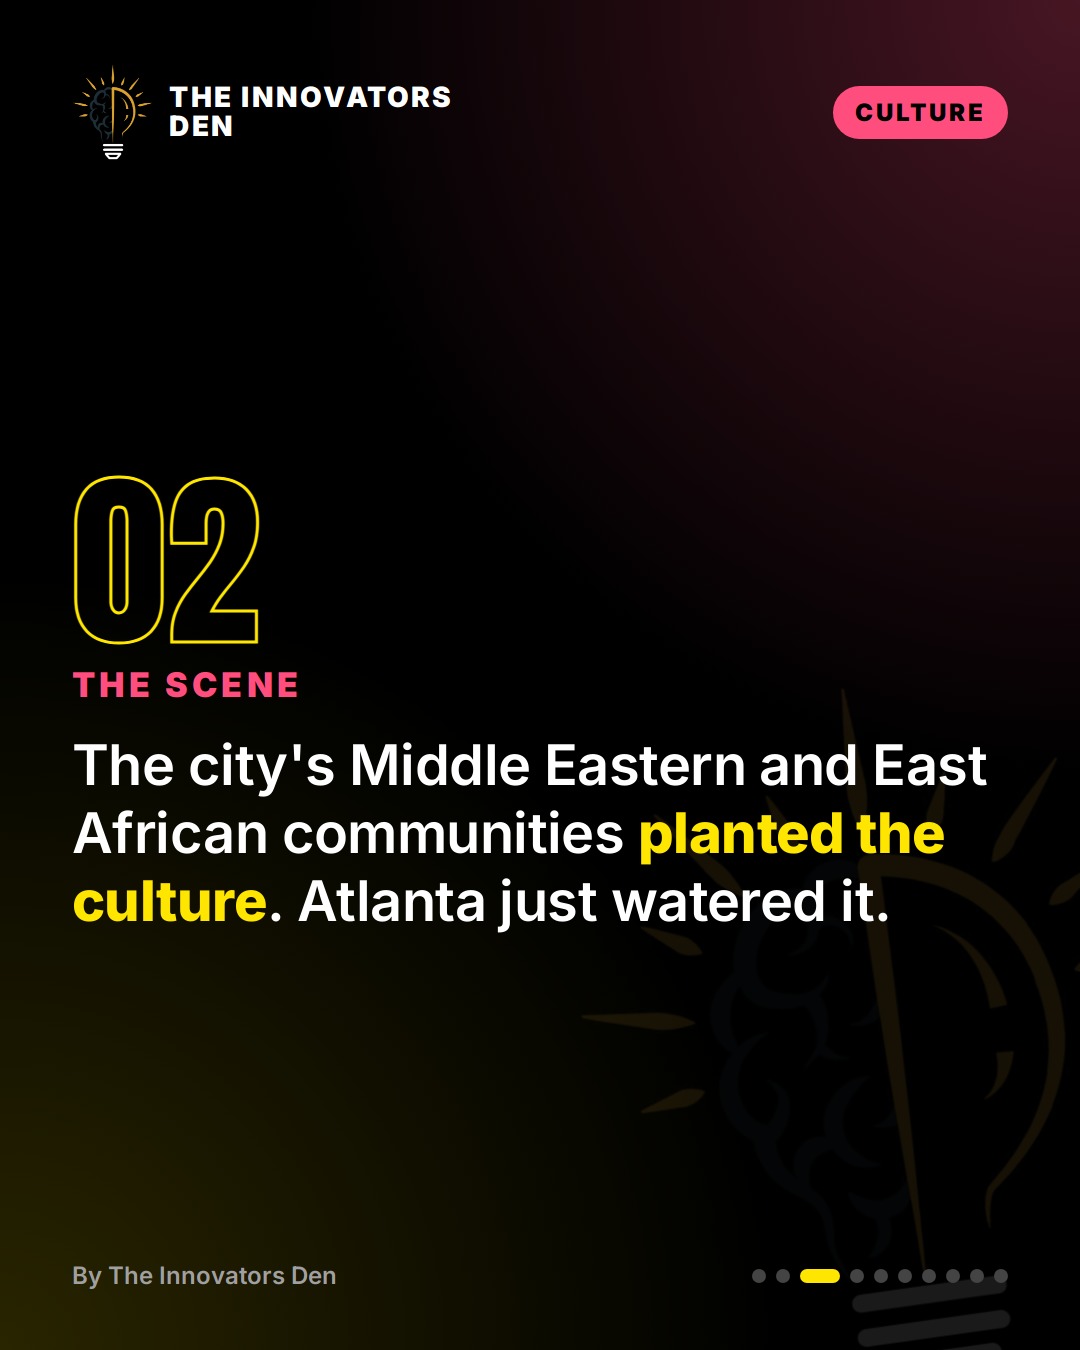 THE INNOVATORS
DEN
CULTURE
02
THE SCENE
The city's Middle Eastern and East
African communities planted the
culture. Atlanta just watered it.
By The Innovators Den